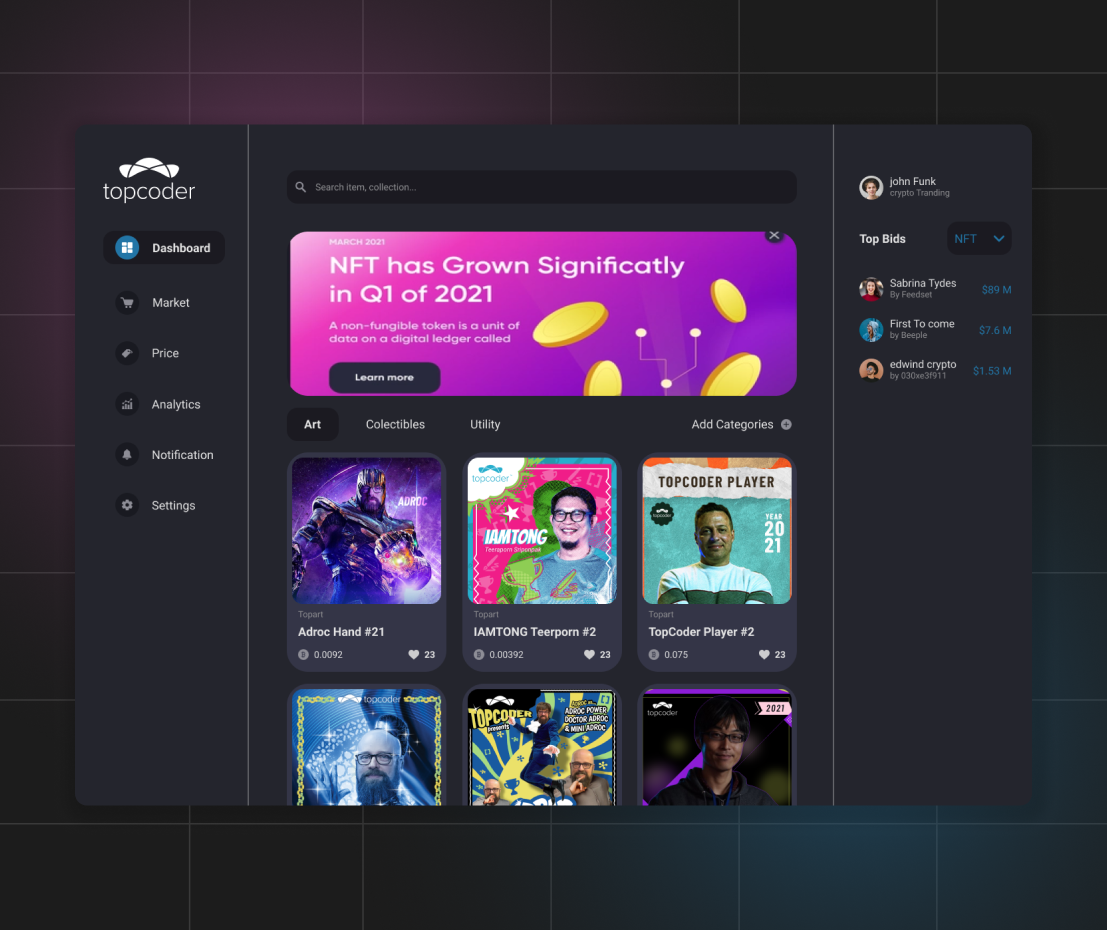 topcoder
Dashboard
Market
Price
Analytics
Notification
Settings
Search item, collection...
MARCH 2021
NFT has Grown Significatly
in Q1 of 2021
A non-fungible token is a unit of
data on a digital ledger called
Learn more
Art
Colectibles
Utility
Add Categories
ADROC
Topart
Adroc Hand #21
B 0.0092
23
topcoder
IAMTONG
Teeraporn Sriponpak
Topart
IAMTONG Teerporn #2
B 0.00392
23
TOPCODER PLAYER
topcoder
YEAR
20
21
Topart
TopCoder Player #2
B 0.075
23
topcoder
TOPCODER
presents
ADROC POWER
DOCTOR ADROC
& MINI ADROC
topcoder
2021
john Funk
crypto Tranding
Top Bids
NFT
Sabrina Tydes
By Feedset
$89 M
First To come
by Beeple
$7.6 M
edwind crypto
by 030xe3f911
$1.53 M